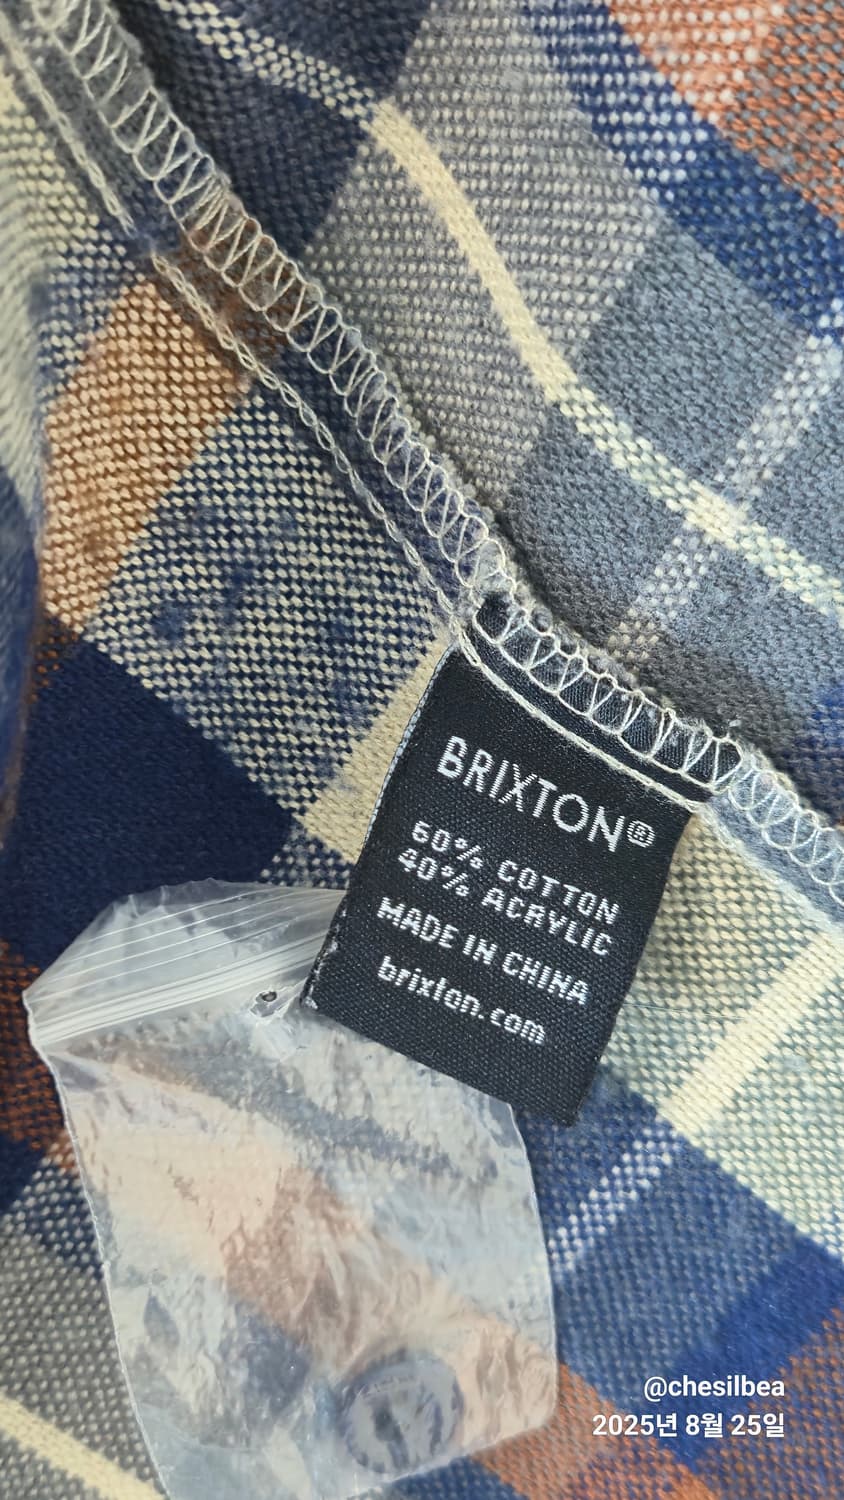 BRIXTON®
60% COTTON
40% ACRYLIC
MADE IN CHINA
brixton.com
@chesilbea
2025년 8월 25일